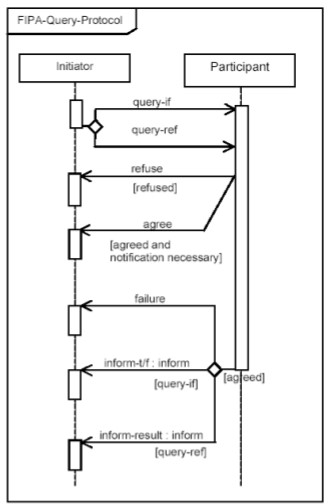 FIPA-Query-Protocol
Initiator
Participant
query-if
query-ref
refuse
[refused]
agree
[agreed and
notification necessary]
failure
inform-t/f : inform
[query-if]
[agreed]
inform-result : inform
[query-ref]